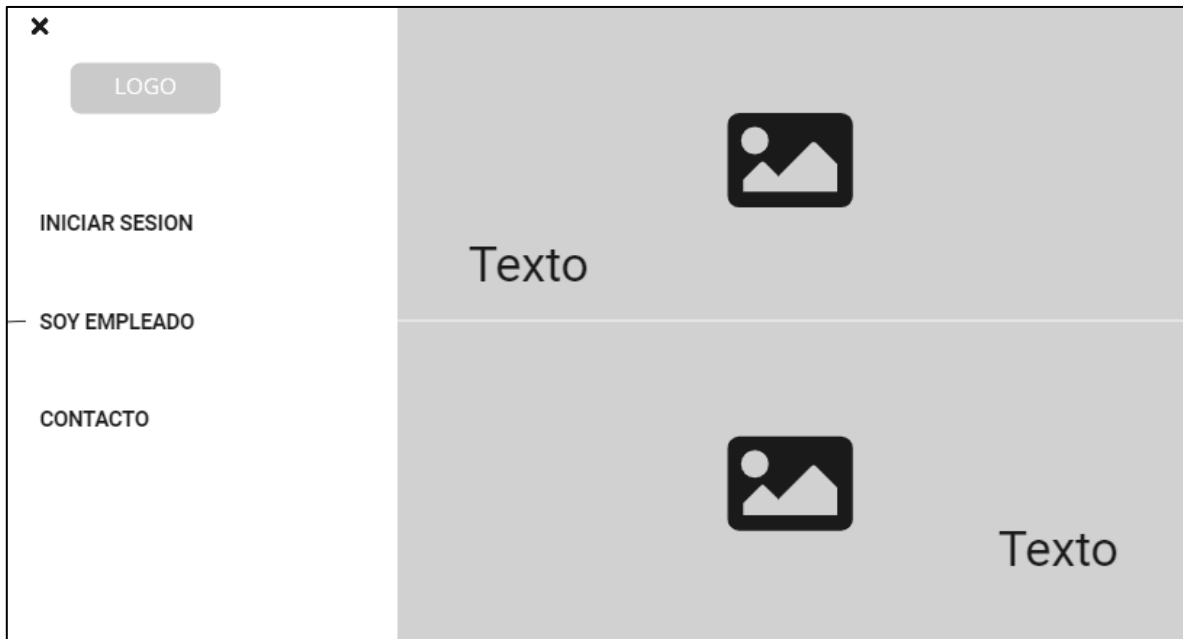 LOGO
INICIAR SESION
SOY EMPLEADO
CONTACTO
Texto
Texto